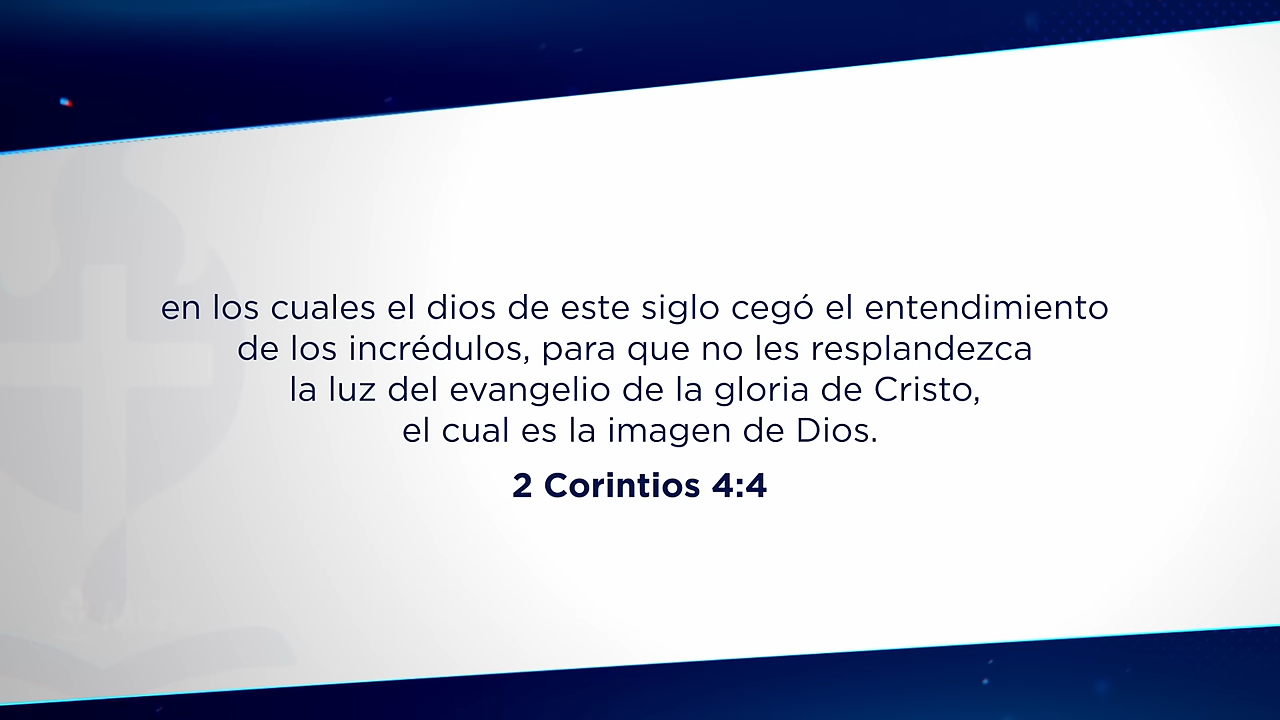 en los cuales el dios de este siglo cegó el entendimiento
de los incrédulos, para que no les resplandezca
la luz del evangelio de la gloria de Cristo,
el cual es la imagen de Dios.
2 Corintios 4:4